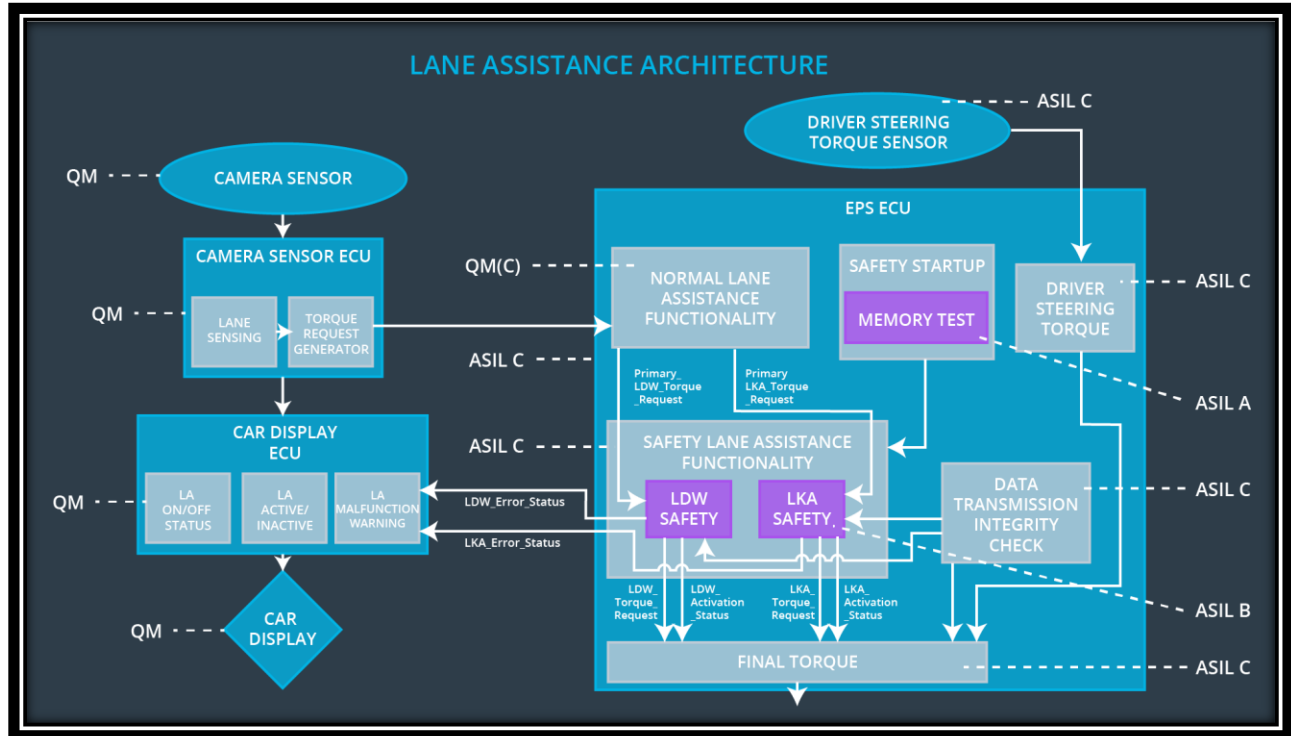 LANE ASSISTANCE ARCHITECTURE
ASIL C
DRIVER STEERING
TORQUE SENSOR
QM
CAMERA SENSOR
EPS ECU
CAMERA SENSOR ECU
QM(C)
NORMAL LANE
ASSISTANCE
FUNCTIONALITY
SAFETY STARTUP
MEMORY TEST
DRIVER
STEERING
TORQUE
ASIL C
QM
LANE
SENSING
TORQUE
REQUEST
GENERATOR
ASIL C
Primary_
LDW_Torque
_Request
Primary
LKA_Torque
_Request
ASIL A
CAR DISPLAY
ECU
ASIL C
SAFETY LANE ASSISTANCE
FUNCTIONALITY
QM
LA
ON/OFF
STATUS
LA
ACTIVE/
INACTIVE
LA
MALFUNCTION
WARNING
LDW_Error_Status
LKA_Error_Status
LDW
SAFETY
LKA
SAFETY
DATA
TRANSMISSION
INTEGRITY
CHECK
ASIL C
LDW_
Torque_
Request
LDW_
Activation
_Status
LKA_
Torque_
Request
LKA_
Activation
_Status
ASIL B
QM
CAR
DISPLAY
FINAL TORQUE
ASIL C